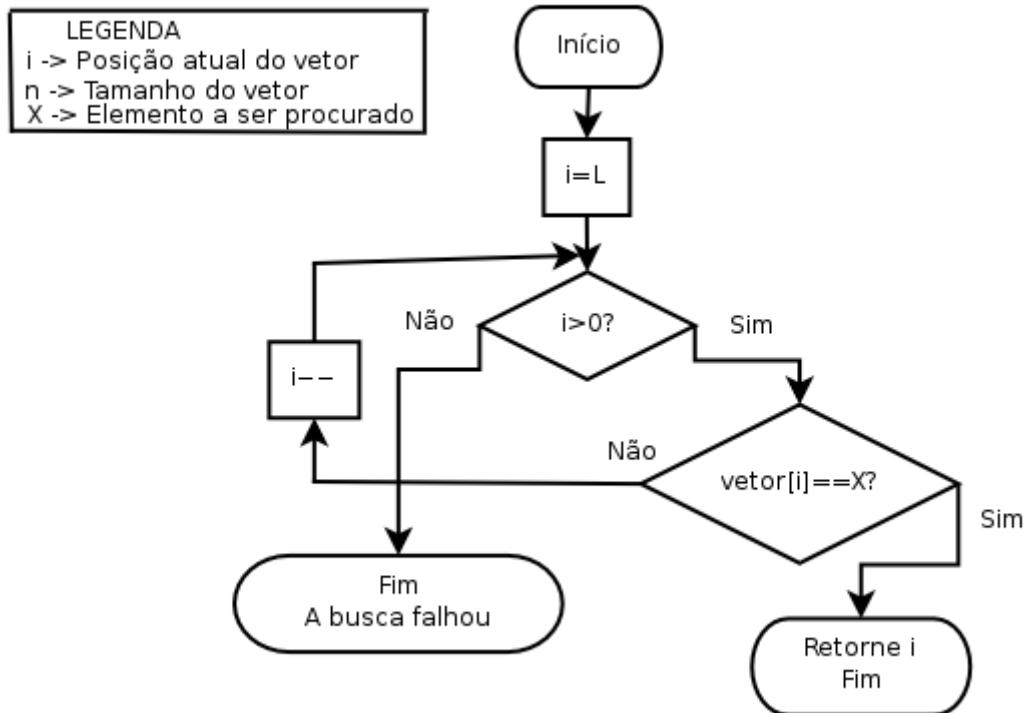 LEGENDA
i -> Posição atual do vetor
n -> Tamanho do vetor
X -> Elemento a ser procurado
Início
i=L
i>0?
Não
Sim
i--
vetor[i]==X?
Não
Sim
Fim
A busca falhou
Retorne i
Fim